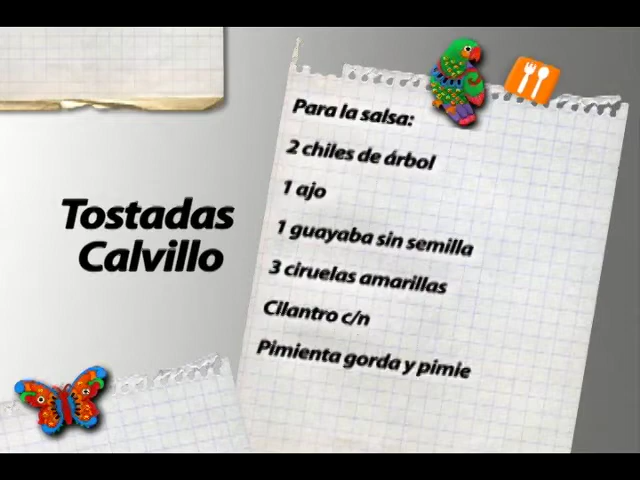 Tostadas
Calvillo
Para la salsa:
2 chiles de árbol
1 ajo
1 guayaba sin semilla
3 ciruelas amarillas
Cilantro c/n
Pimienta gorda y pimie